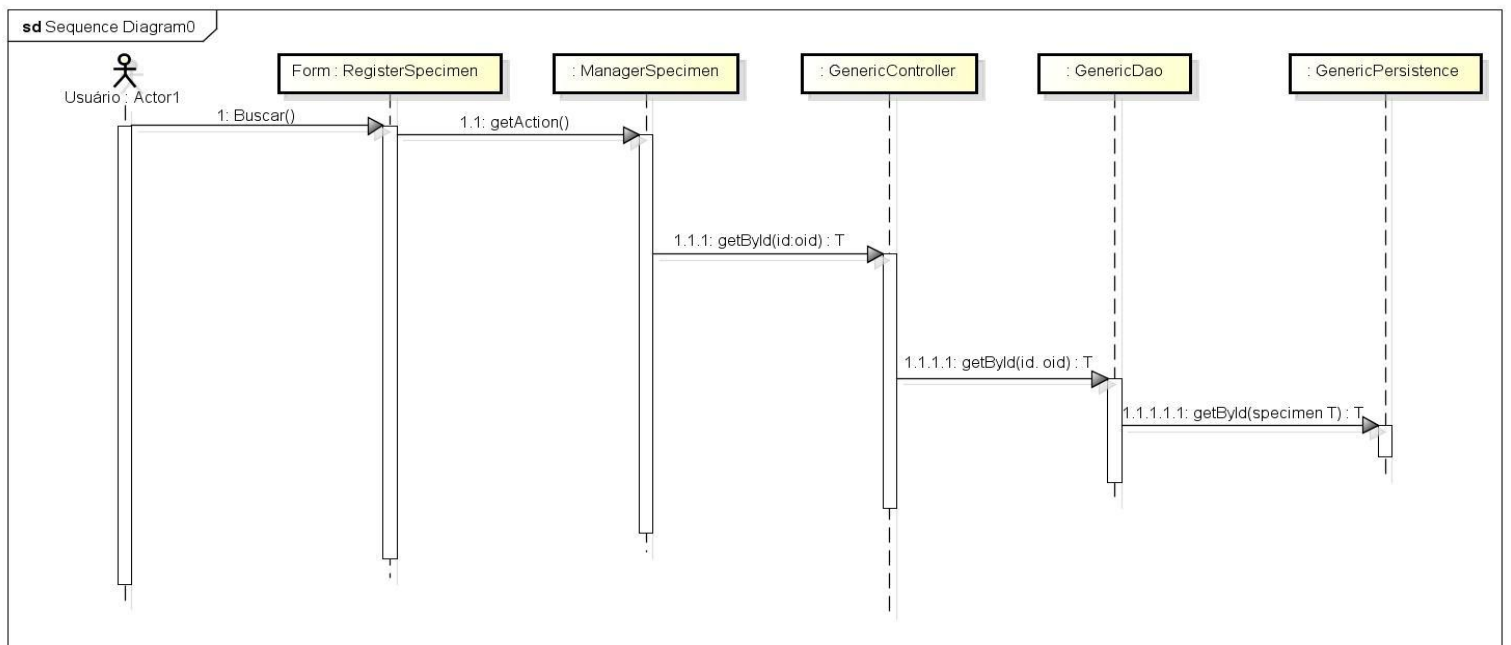 sd Sequence Diagram0
Usuário : Actor1
Form : RegisterSpecimen
: ManagerSpecimen
: GenericController
: GenericDao
: GenericPersistence
1: Buscar()
1.1: getAction()
1.1.1: getById(id:oid) : T
1.1.1.1: getById(id. oid) : T
1.1.1.1.1: getById(specimen T) : T